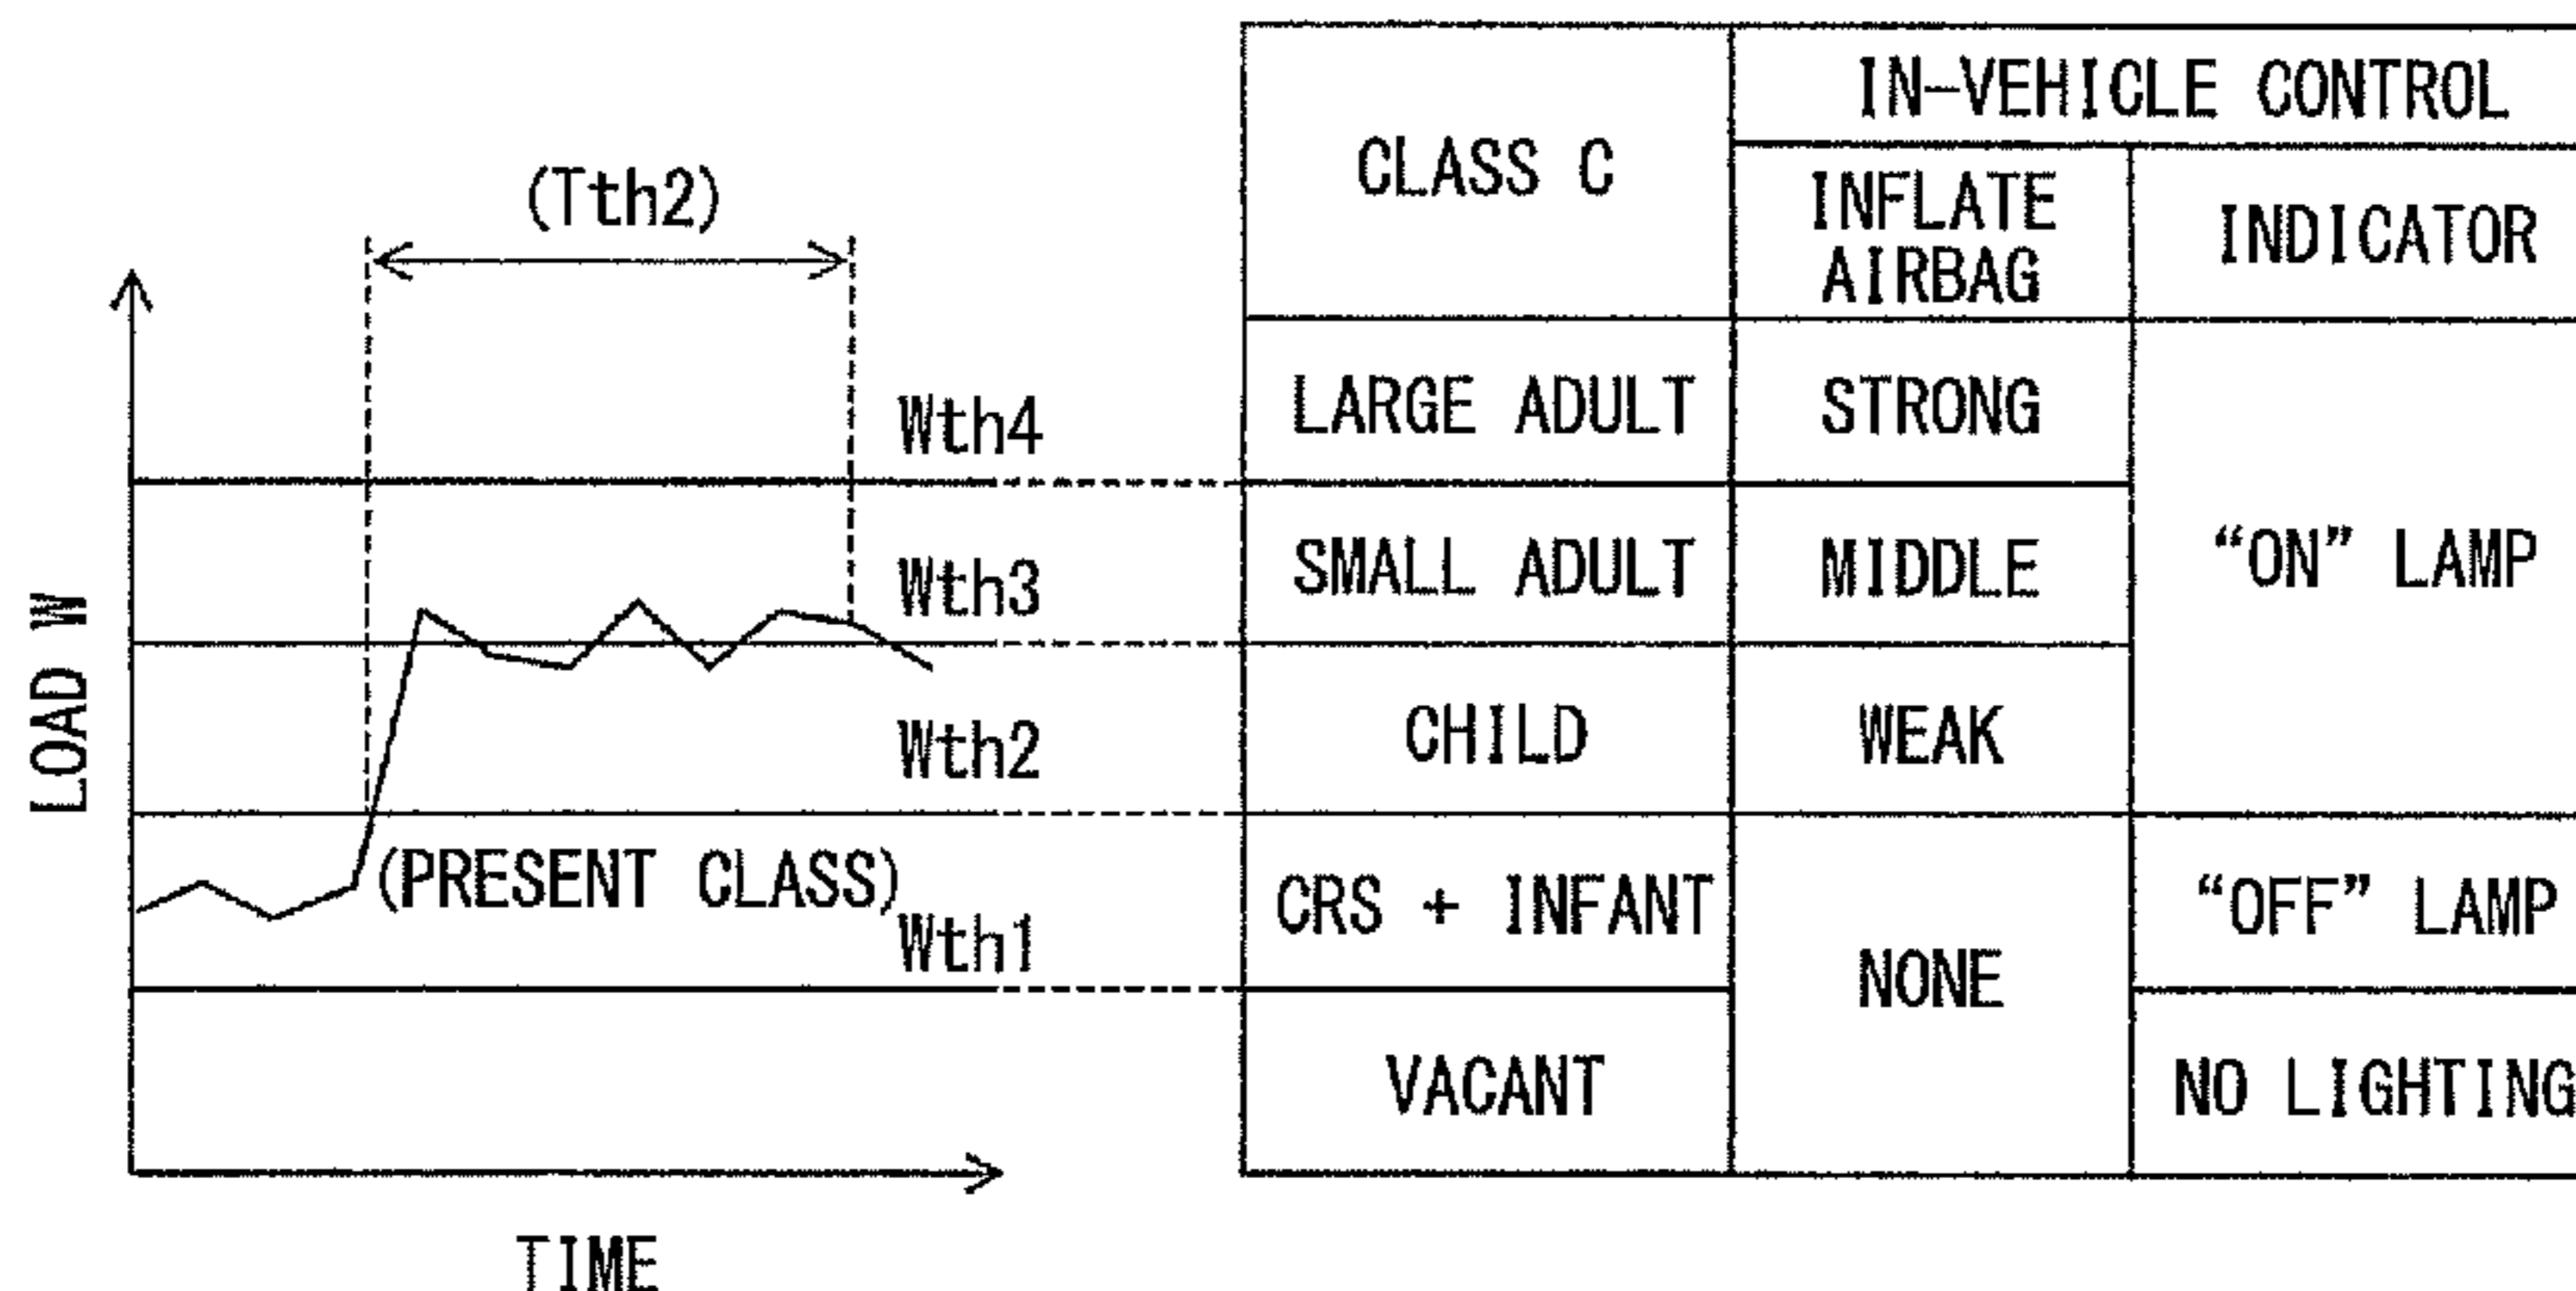 (Tth2)
LOAD W
Wth4
Wth3
Wth2
(PRESENT CLASS)
Wth1
TIME
CLASS C
IN-VEHICLE CONTROL
INFLATE
AIRBAG
INDICATOR
LARGE ADULT
STRONG
SMALL ADULT
MIDDLE
“ON” LAMP
CHILD
WEAK
CRS + INFANT
NONE
“OFF” LAMP
VACANT
NO LIGHTING